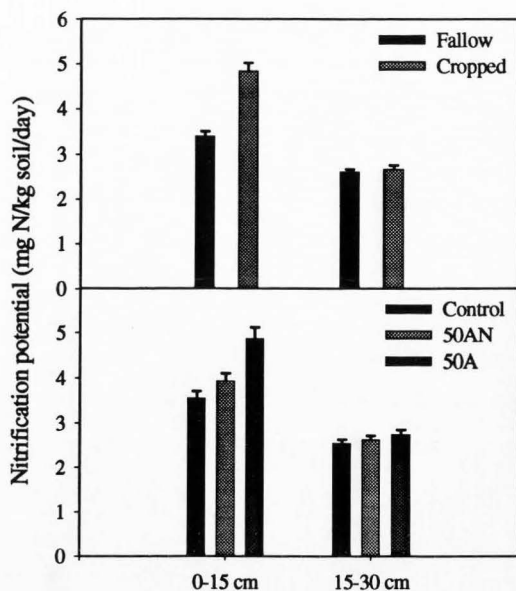 Nitrification potential (mg N/kg soil/day)
6
5
4
3
2
1
0
Fallow
Cropped
5
4
3
2
1
0
Control
50AN
50A
0-15 cm 15-30 cm